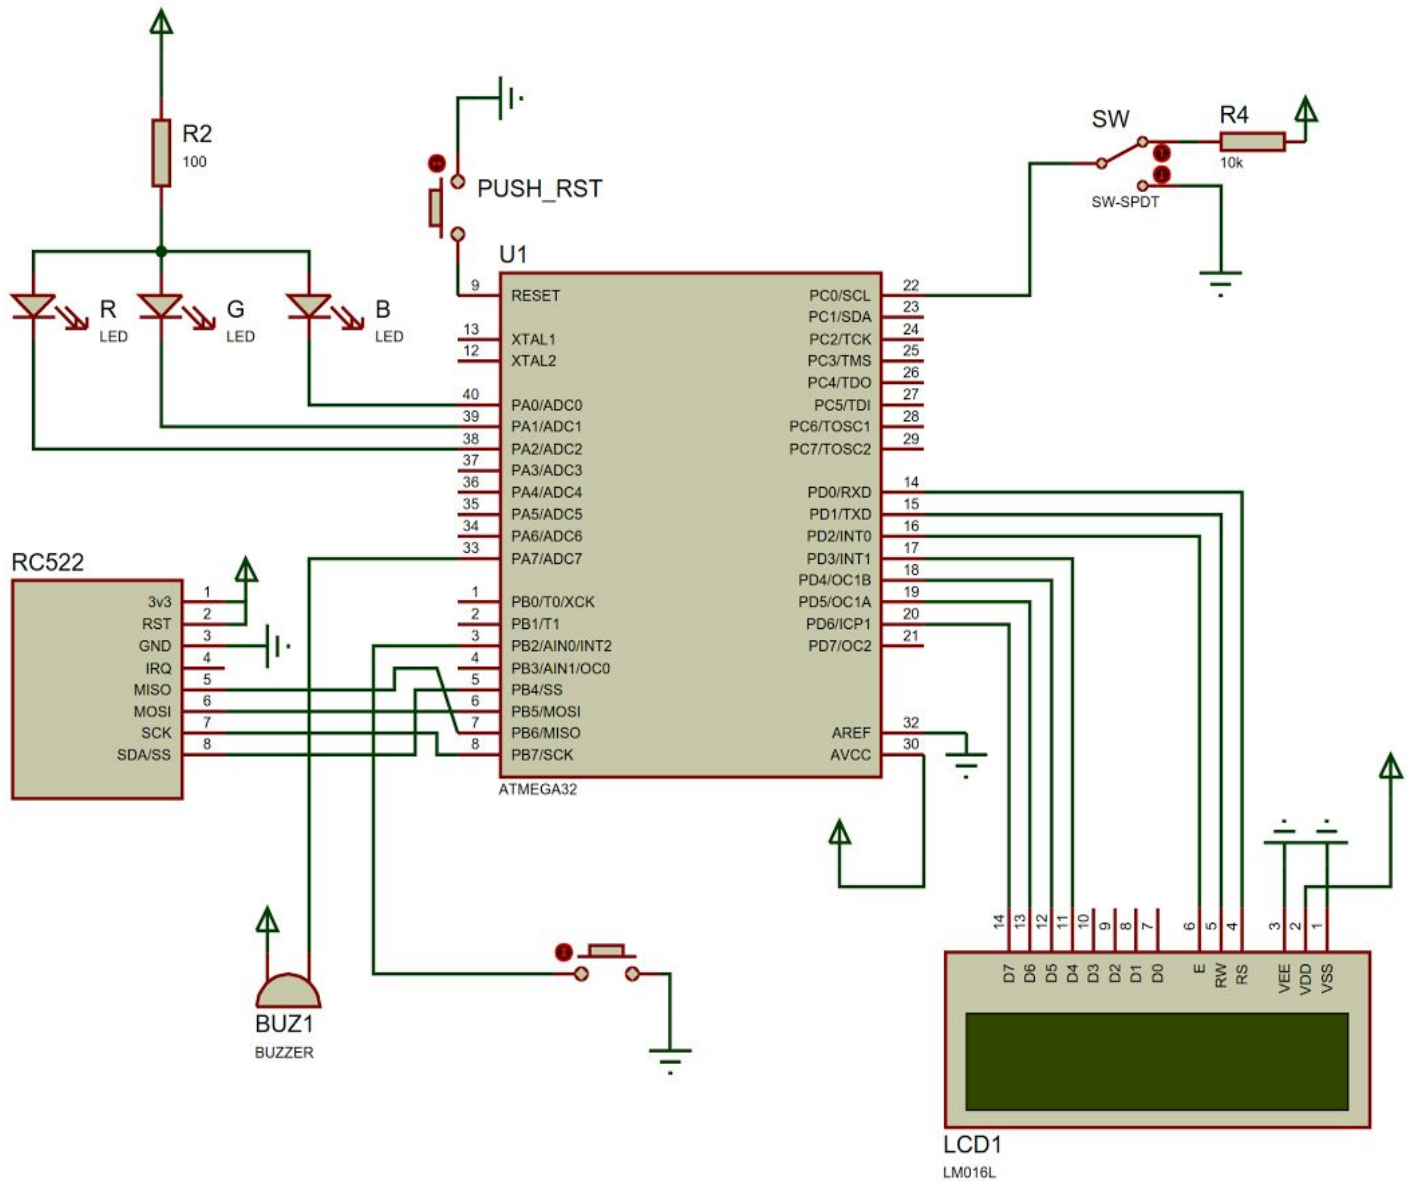 R2
100
PUSH_RST
SW
R4
10k
SW-SPDT
R
LED
G
LED
B
LED
U1
9 RESET
13 XTAL1
12 XTAL2
40 PA0/ADC0
39 PA1/ADC1
38 PA2/ADC2
37 PA3/ADC3
36 PA4/ADC4
35 PA5/ADC5
34 PA6/ADC6
33 PA7/ADC7
1 PB0/T0/XCK
2 PB1/T1
3 PB2/AIN0/INT2
4 PB3/AIN1/OC0
5 PB4/SS
6 PB5/MOSI
7 PB6/MISO
8 PB7/SCK
PC0/SCL 22
PC1/SDA 23
PC2/TCK 24
PC3/TMS 25
PC4/TDO 26
PC5/TDI 27
PC6/TOSC1 28
PC7/TOSC2 29
PD0/RXD 14
PD1/TXD 15
PD2/INT0 16
PD3/INT1 17
PD4/OC1B 18
PD5/OC1A 19
PD6/ICP1 20
PD7/OC2 21
AREF 32
AVCC 30
ATMEGA32
RC522
3v3 1
RST 2
GND 3
IRQ 4
MISO 5
MOSI 6
SCK 7
SDA/SS 8
BUZ1
BUZZER
14 D7
13 D6
12 D5
11 D4
10 D3
9 D2
8 D1
7 D0
6 E
5 RW
4 RS
3 VEE
2 VDD
1 VSS
LCD1
LM016L